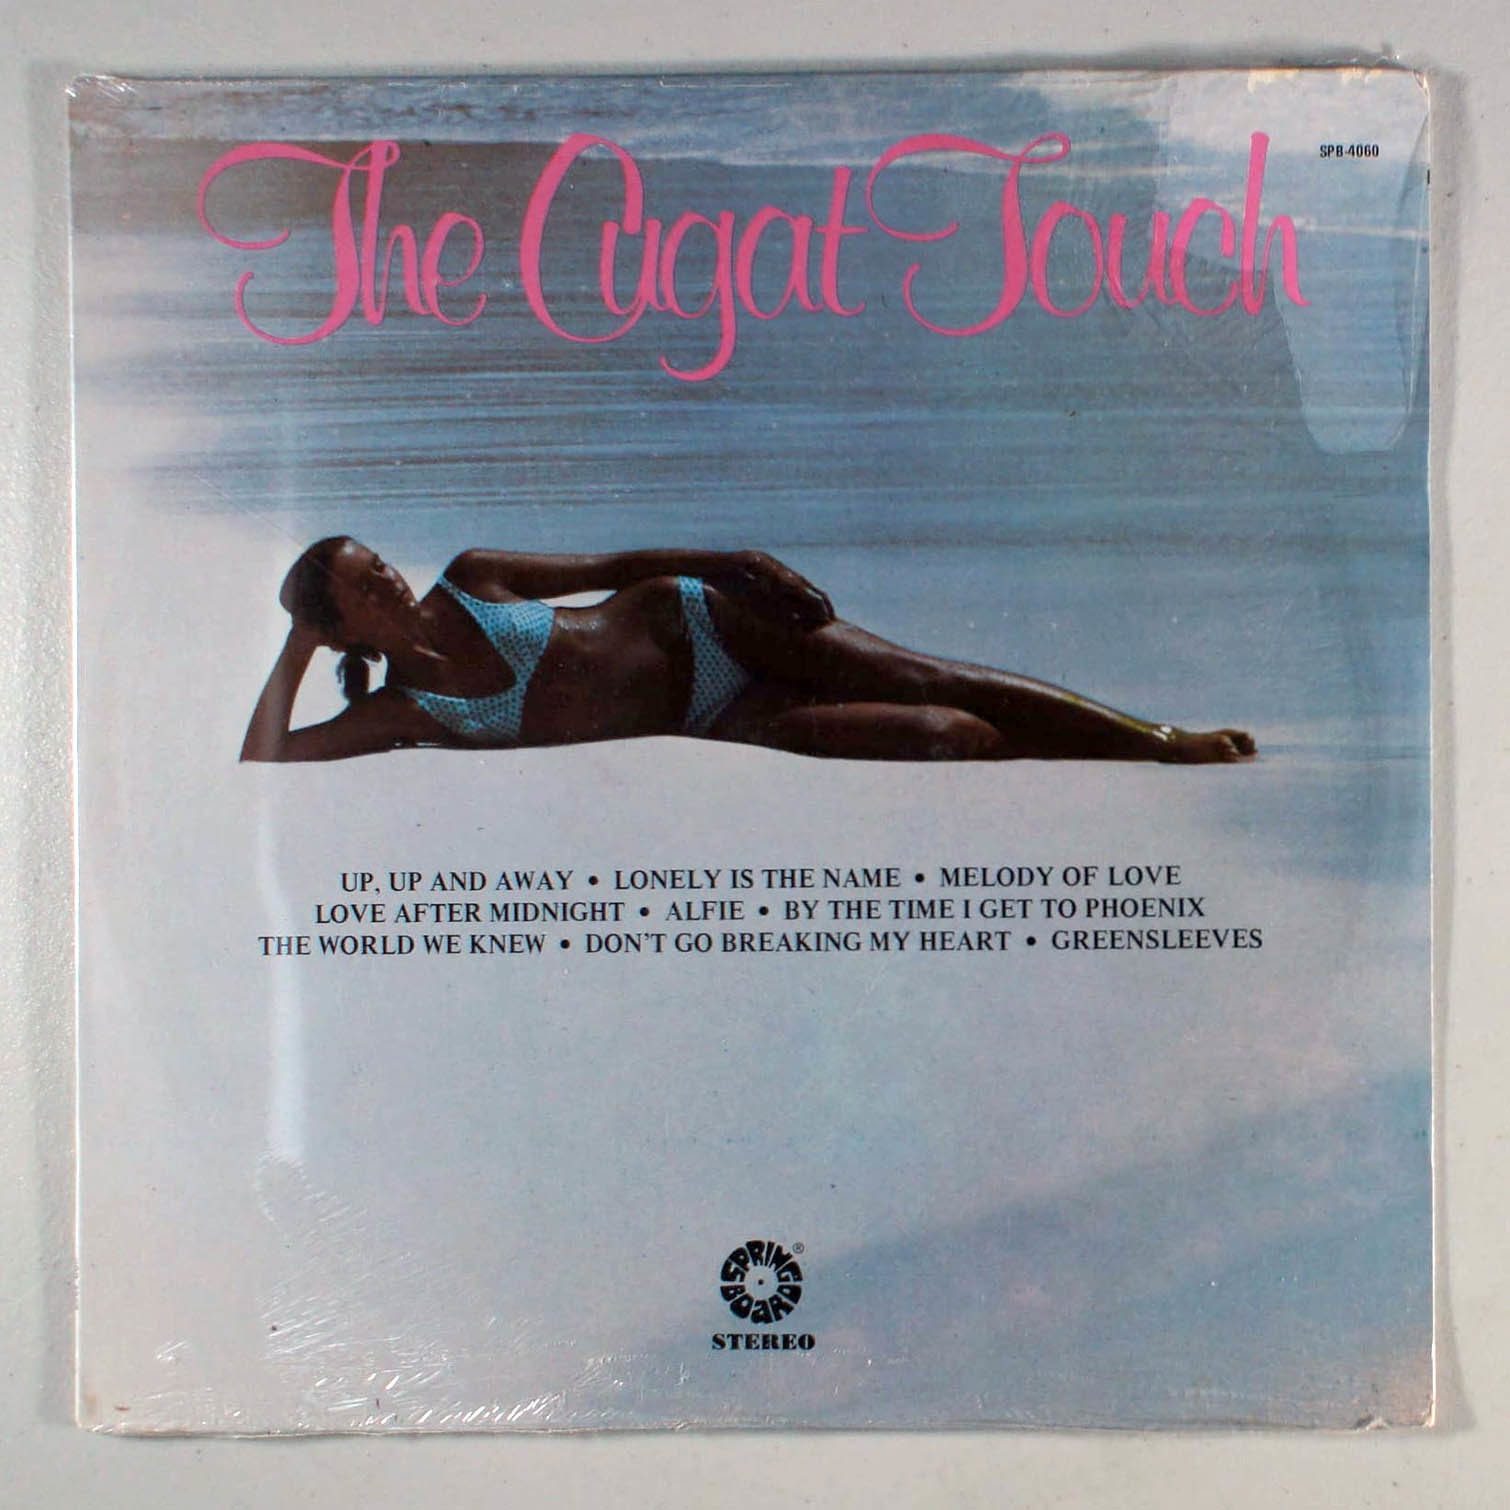 The Cugat Touch
SPB-4060
UP, UP AND AWAY • LONELY IS THE NAME • MELODY OF LOVE
LOVE AFTER MIDNIGHT • ALFIE • BY THE TIME I GET TO PHOENIX
THE WORLD WE KNEW • DON'T GO BREAKING MY HEART • GREENSLEEVES
SPRINGBOARD ®
STEREO